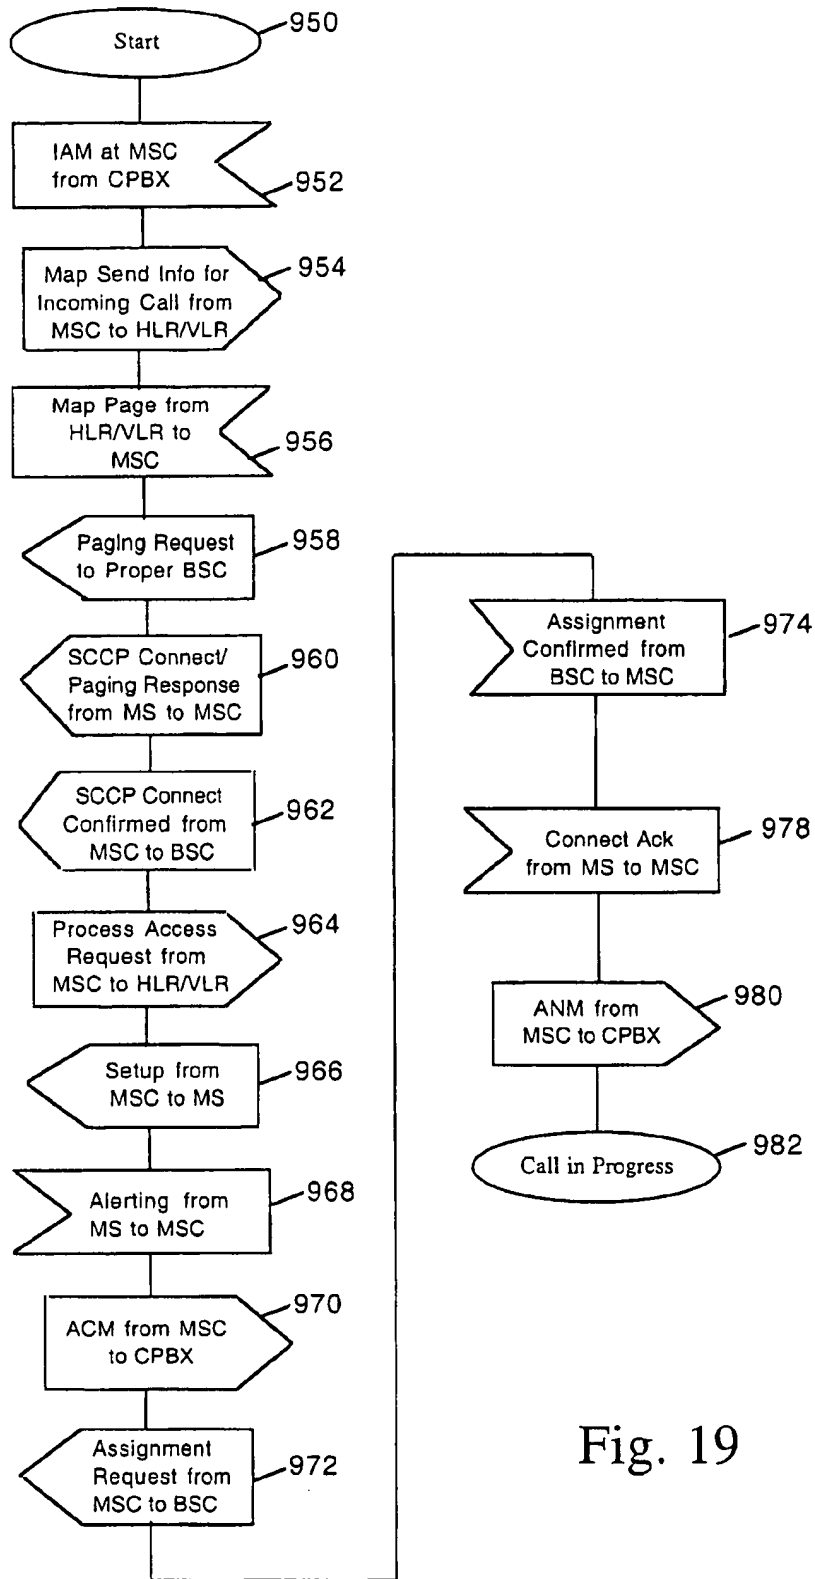 Start
950
IAM at MSC
from CPBX
952
Map Send Info for
Incoming Call from
MSC to HLR/VLR
954
Map Page from
HLR/VLR to
MSC
956
Paging Request
to Proper BSC
958
SCCP Connect/
Paging Response
from MS to MSC
960
SCCP Connect
Confirmed from
MSC to BSC
962
Process Access
Request from
MSC to HLR/VLR
964
Setup from
MSC to MS
966
Alerting from
MS to MSC
968
ACM from MSC
to CPBX
970
Assignment
Request from
MSC to BSC
972
Assignment
Confirmed from
BSC to MSC
974
Connect Ack
from MS to MSC
978
ANM from
MSC to CPBX
980
Call in Progress
982
Fig. 19